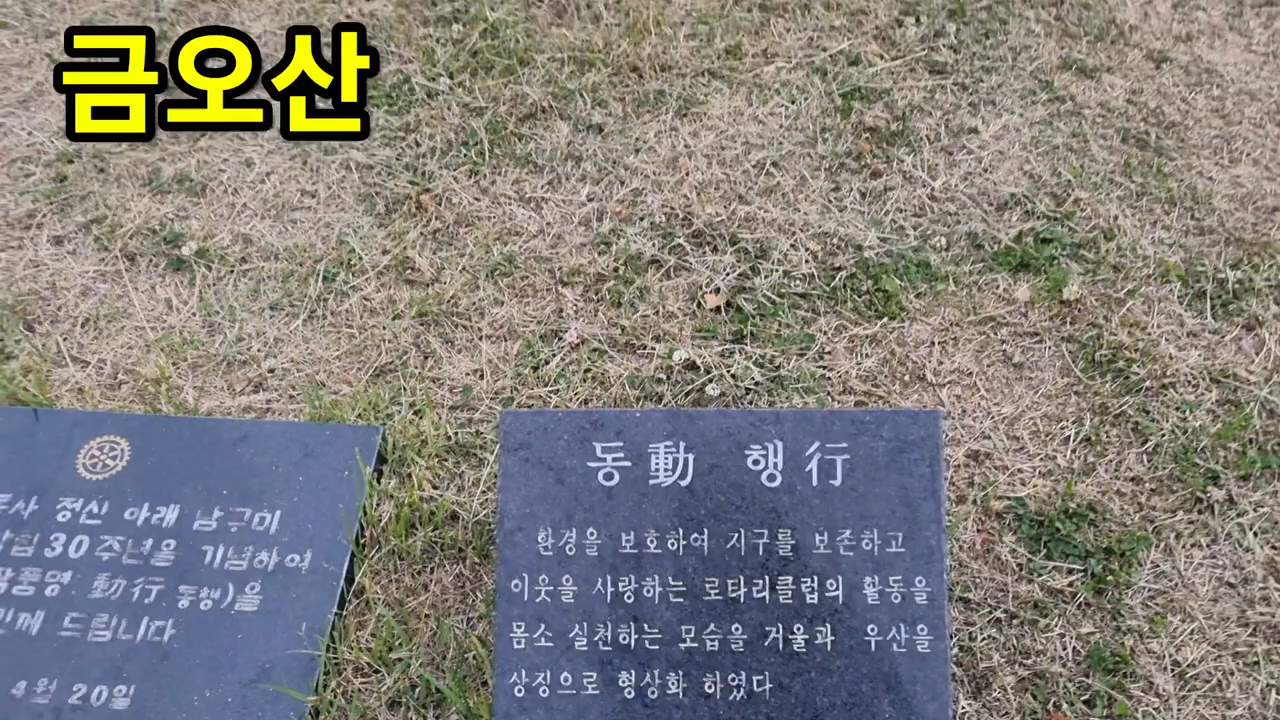 금오산
정신 아래 남구미
30주년을 기념하여
動行 동행)을
드립니다
4월 20일
동動 행行
환경을 보호하여 지구를 보존하고
이웃을 사랑하는 로타리클럽의 활동을
몸소 실천하는 모습을 거울과 우산을
상징으로 형상화 하였다